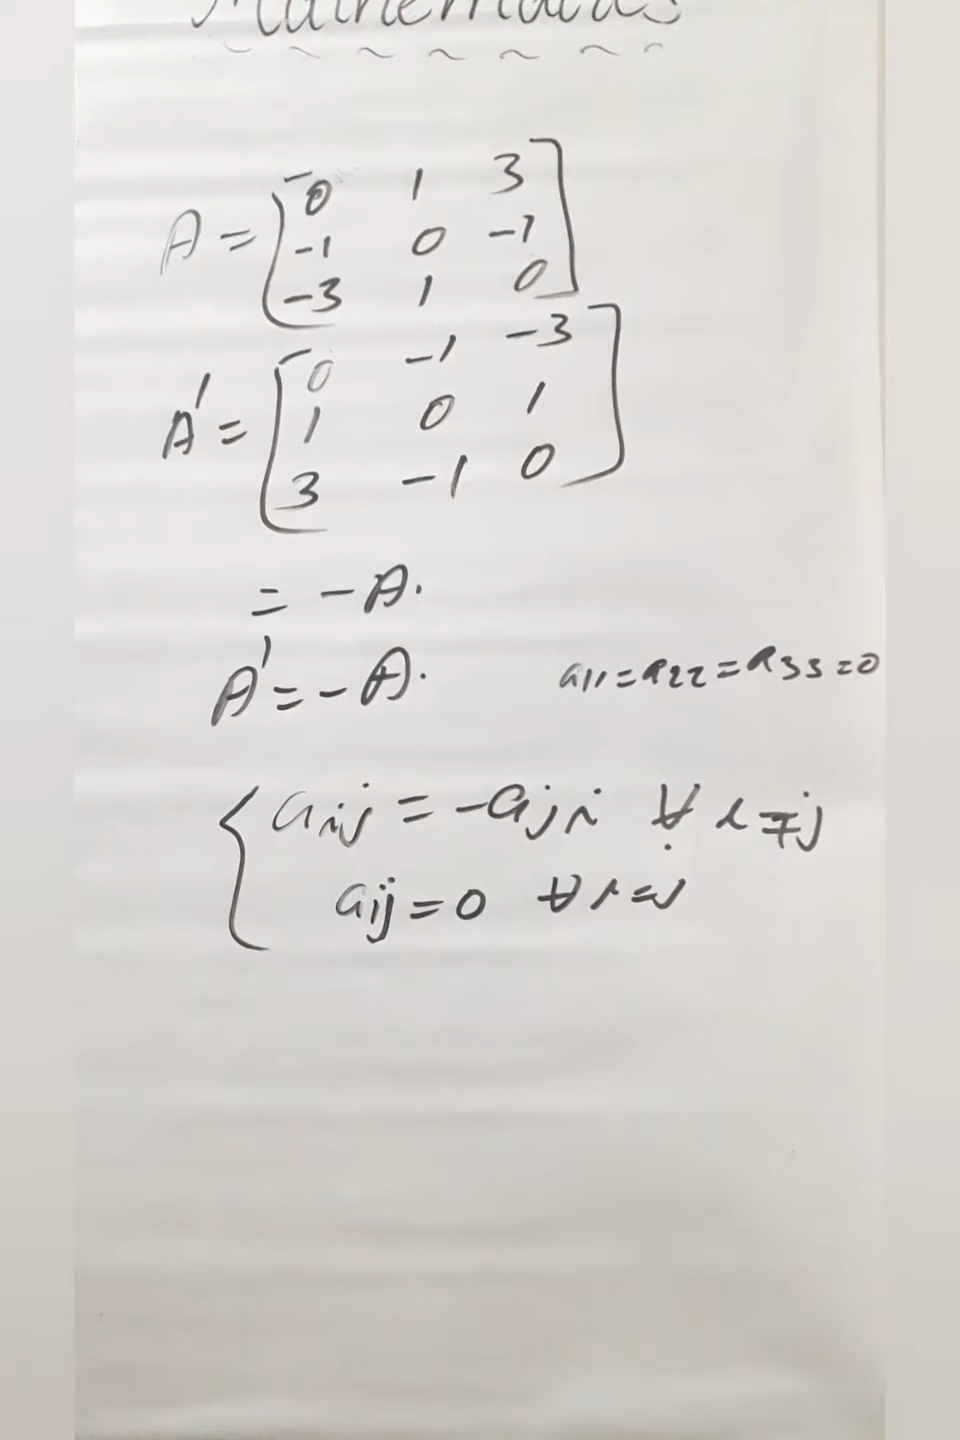 Mathematics
A = [0 1 3
-1 0 -1
-3 1 0]
A' = [0 -1 -3
1 0 1
3 -1 0]
= -A.
A' = -A. a11=a22=a33=0
{ aij = -aji ∀ i≠j
aij=0 ∀ i=j